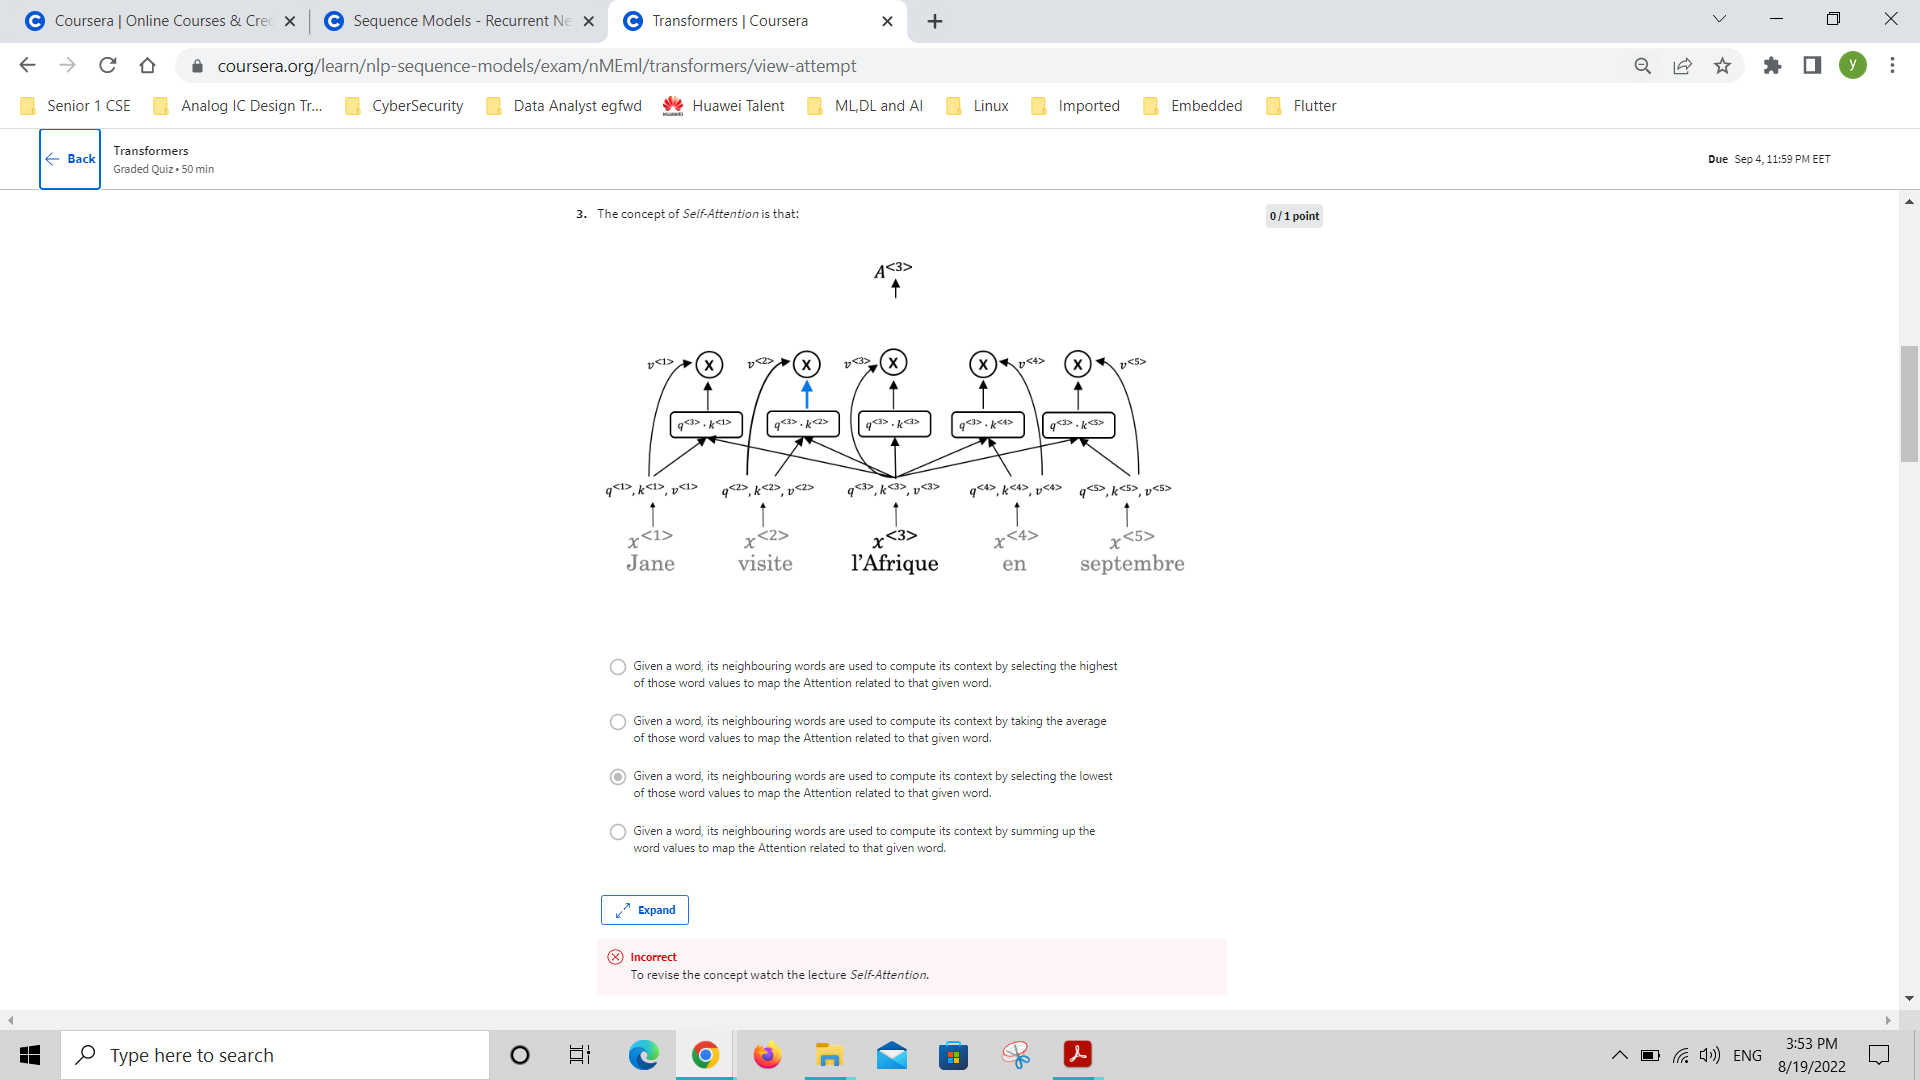 Coursera | Online Courses & Cre
Sequence Models - Recurrent Ne
Transformers | Coursera
coursera.org/learn/nlp-sequence-models/exam/nMEml/transformers/view-attempt
y
Senior 1 CSE
Analog IC Design Tr...
CyberSecurity
Data Analyst egfwd
Huawei Talent
ML,DL and AI
Linux
Imported
Embedded
Flutter
Back
Transformers
Graded Quiz • 50 min
Due Sep 4, 11:59 PM EET
3. The concept of Self-Attention is that:
0 / 1 point
A<3>
v<1> X v<2> X v<3> X X v<4> X v<5>
q<3> · k<1> q<3> · k<2> q<3> · k<3> q<3> · k<4> q<3> · k<5>
q<1>, k<1>, v<1> q<2>, k<2>, v<2> q<3>, k<3>, v<3> q<4>, k<4>, v<4> q<5>, k<5>, v<5>
x<1> x<2> x<3> x<4> x<5>
Jane visite l'Afrique en septembre
Given a word, its neighbouring words are used to compute its context by selecting the highest
of those word values to map the Attention related to that given word.
Given a word, its neighbouring words are used to compute its context by taking the average
of those word values to map the Attention related to that given word.
Given a word, its neighbouring words are used to compute its context by selecting the lowest
of those word values to map the Attention related to that given word.
Given a word, its neighbouring words are used to compute its context by summing up the
word values to map the Attention related to that given word.
Expand
Incorrect
To revise the concept watch the lecture Self-Attention.
Type here to search
ENG
3:53 PM
8/19/2022